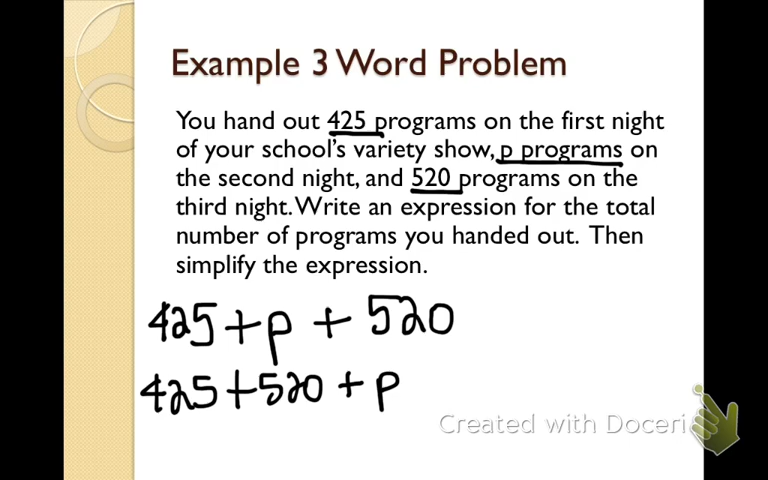 Example 3 Word Problem
You hand out 425 programs on the first night
of your school's variety show, p programs on
the second night, and 520 programs on the
third night. Write an expression for the total
number of programs you handed out. Then
simplify the expression.
425 + p + 520
425 + 520 + p
Created with Doceri